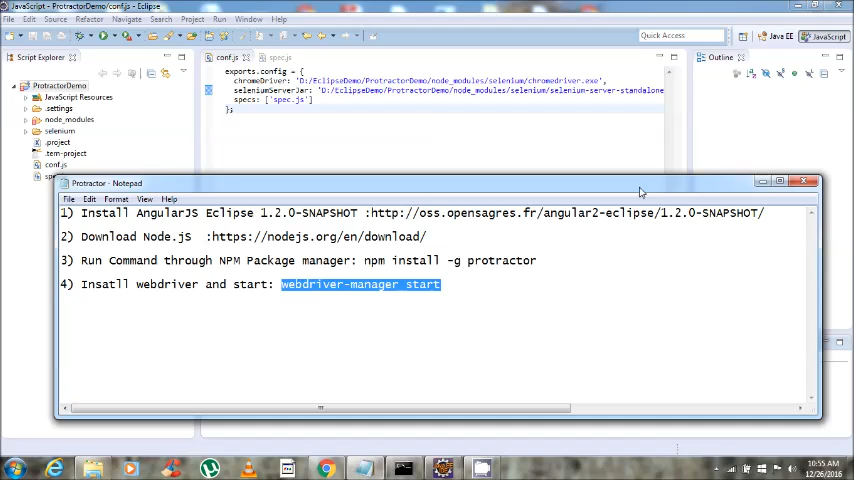 JavaScript - ProtractorDemo/conf.js - Eclipse
File Edit Source Refactor Navigate Search Project Run Window Help
Quick Access
Java EE
JavaScript
Script Explorer
conf.js
spec.js
Outline
ProtractorDemo
JavaScript Resources
.settings
node_modules
selenium
.project
.tern-project
conf.js
exports.config = {
chromeDriver: 'D:/EclipseDemo/ProtractorDemo/node_modules/selenium/chromedriver.exe',
seleniumServerJar: 'D:/EclipseDemo/ProtractorDemo/node_modules/selenium/selenium-server-standalone
specs: ['spec.js']
};
Protractor - Notepad
File Edit Format View Help
1) Install AngularJS Eclipse 1.2.0-SNAPSHOT :http://oss.opensagres.fr/angular2-eclipse/1.2.0-SNAPSHOT/
2) Download Node.jS :https://nodejs.org/en/download/
3) Run Command through NPM Package manager: npm install -g protractor
4) Insatll webdriver and start: webdriver-manager start
10:55 AM
12/26/2016